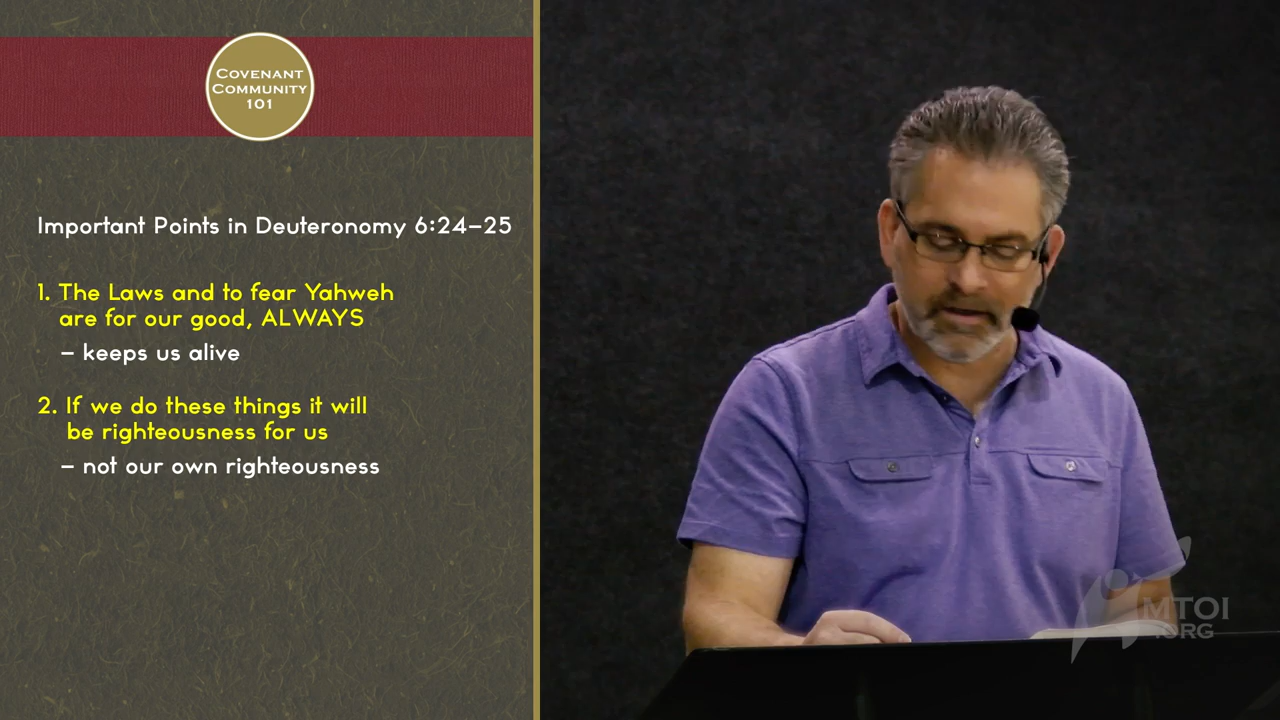 COVENANT
COMMUNITY
101
Important Points in Deuteronomy 6:24–25
1. The Laws and to fear Yahweh
are for our good, ALWAYS
– keeps us alive
2. If we do these things it will
be righteousness for us
– not our own righteousness
MTOI
.ORG